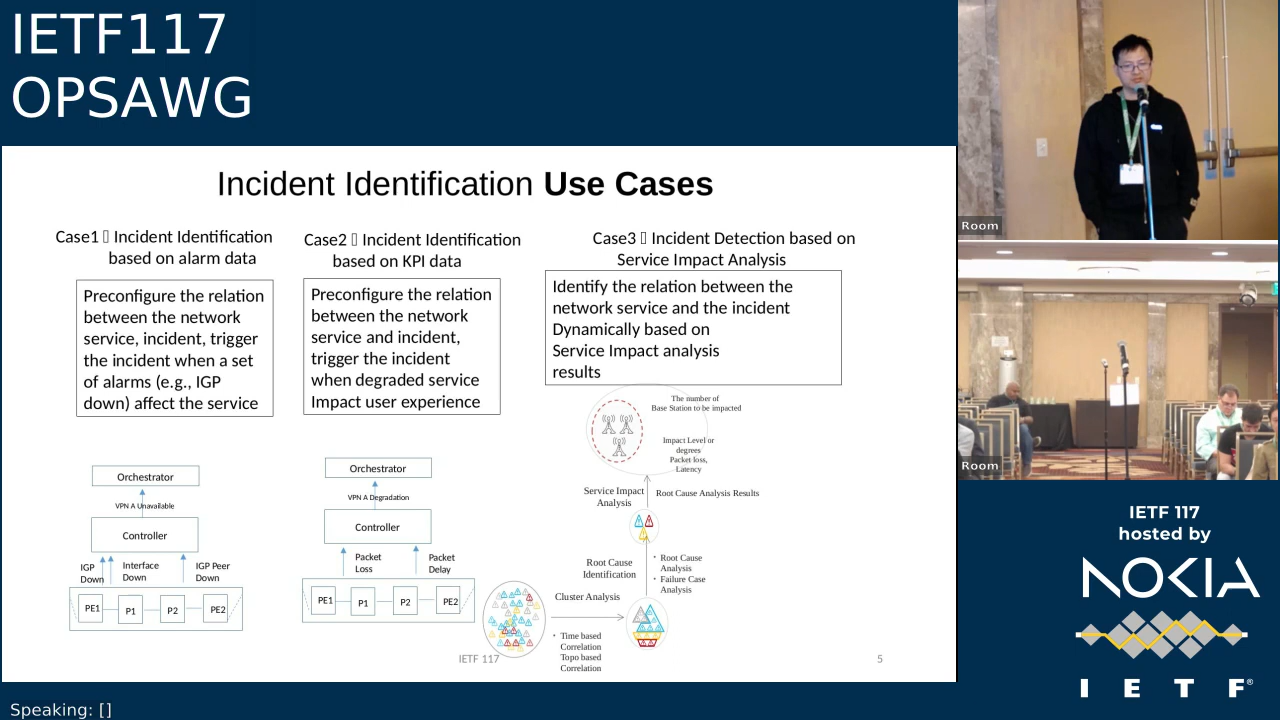 IETF117
OPSAWG
Incident Identification Use Cases
Case1  Incident Identification
based on alarm data
Preconfigure the relation
between the network
service, incident, trigger
the incident when a set
of alarms (e.g., IGP
down) affect the service
Orchestrator
VPN A Unavailable
Controller
IGP
Down
Interface
Down
IGP Peer
Down
PE1
P1
P2
PE2
Case2  Incident Identification
based on KPI data
Preconfigure the relation
between the network
service and incident,
trigger the incident
when degraded service
Impact user experience
Orchestrator
VPN A Degradation
Controller
Packet
Loss
Packet
Delay
PE1
P1
P2
PE2
Case3  Incident Detection based on
Service Impact Analysis
Identify the relation between the
network service and the incident
Dynamically based on
Service Impact analysis
results
The number of
Base Station to be impacted
Impact Level or
degrees
Packet loss,
Latency
Service Impact
Analysis
Root Cause Analysis Results
Root Cause
Identification
• Root Cause
Analysis
• Failure Case
Analysis
Cluster Analysis
• Time based
Correlation
Topo based
Correlation
IETF 117
5
Room
Room
IETF 117
hosted by
NOKIA
I E T F®
Speaking: []